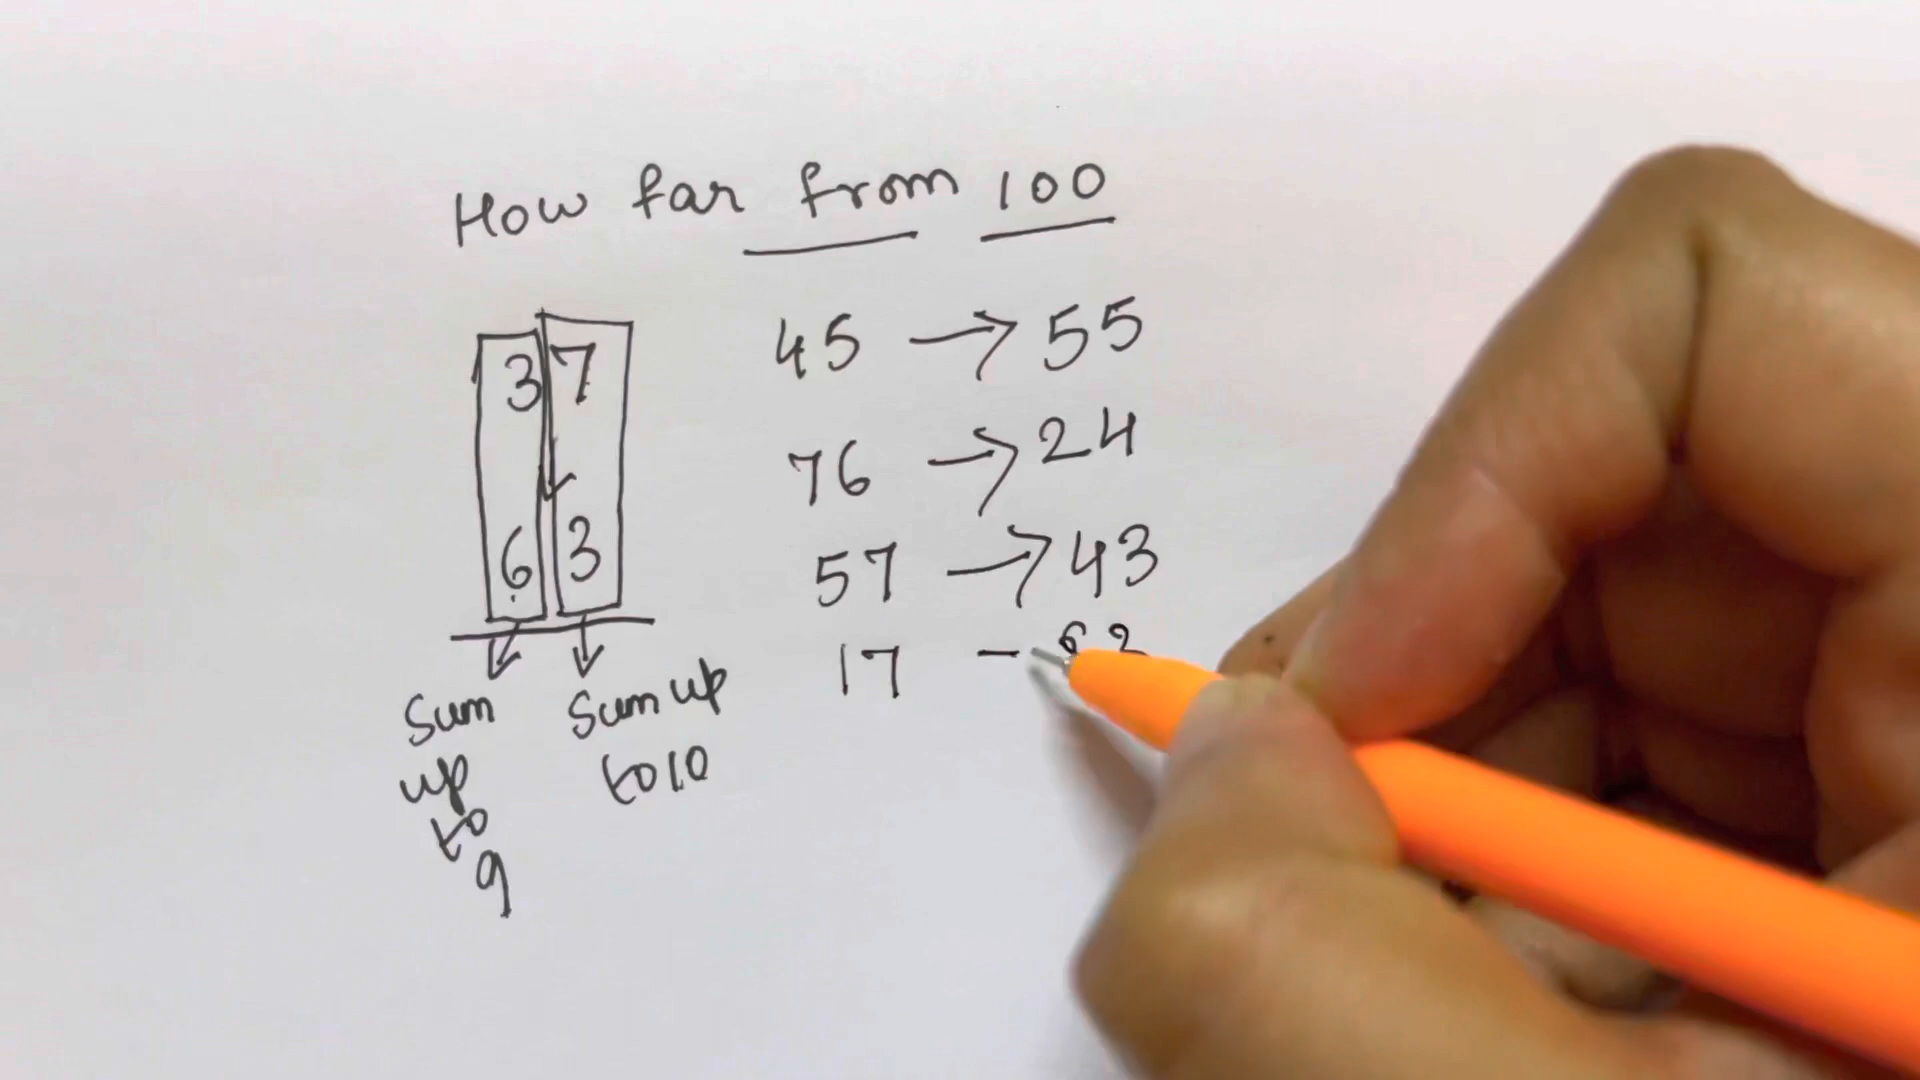 How far from 100
37
63
Sum
up
to
9
Sum up
to 10
45 → 55
76 → 24
57 → 43
17 -